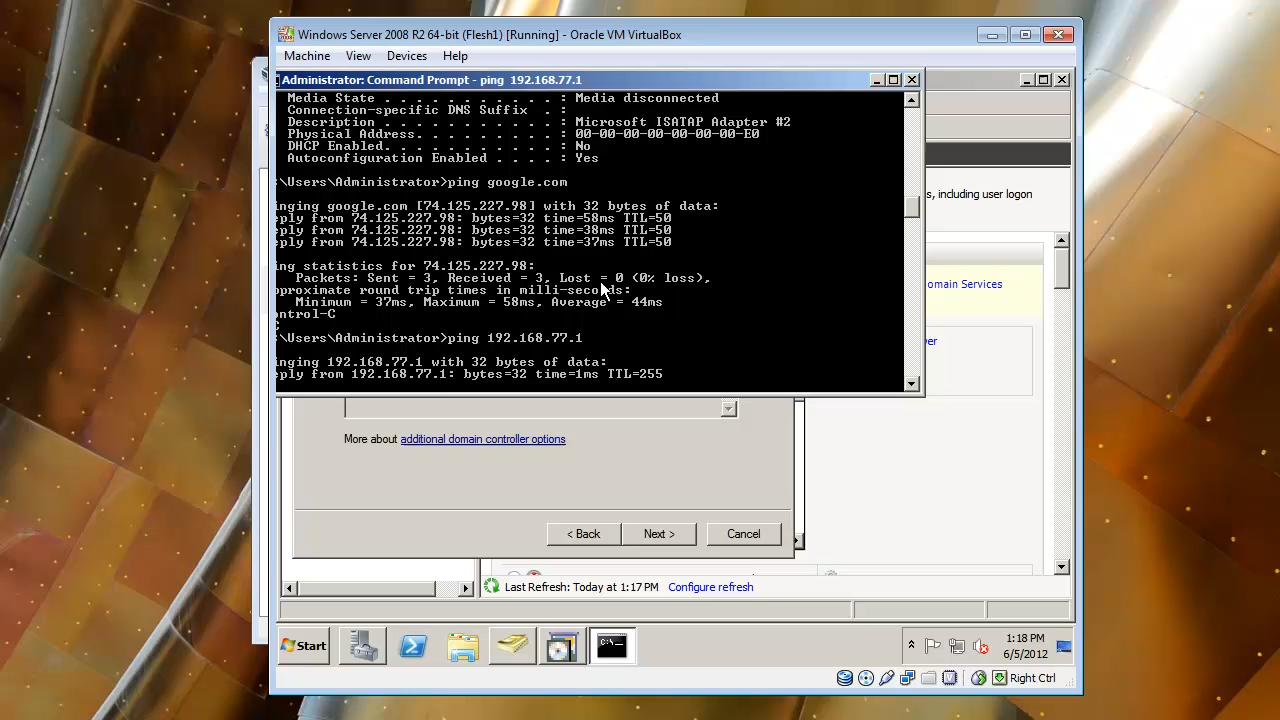 Windows Server 2008 R2 64-bit (Flesh1) [Running] - Oracle VM VirtualBox
Machine View Devices Help
Administrator: Command Prompt - ping 192.168.77.1
Media State . . . . . . . . . . . : Media disconnected
Connection-specific DNS Suffix  . :
Description . . . . . . . . . . . : Microsoft ISATAP Adapter #2
Physical Address. . . . . . . . . : 00-00-00-00-00-00-00-E0
DHCP Enabled. . . . . . . . . . . : No
Autoconfiguration Enabled . . . . : Yes
:\Users\Administrator>ping google.com
inging google.com [74.125.227.98] with 32 bytes of data:
eply from 74.125.227.98: bytes=32 time=58ms TTL=50
eply from 74.125.227.98: bytes=32 time=38ms TTL=50
eply from 74.125.227.98: bytes=32 time=37ms TTL=50
ing statistics for 74.125.227.98:
Packets: Sent = 3, Received = 3, Lost = 0 (0% loss),
pproximate round trip times in milli-seconds:
Minimum = 37ms, Maximum = 58ms, Average = 44ms
ontrol-C
C
:\Users\Administrator>ping 192.168.77.1
inging 192.168.77.1 with 32 bytes of data:
eply from 192.168.77.1: bytes=32 time=1ms TTL=255
s, including user logon
omain Services
ver
More about additional domain controller options
< Back Next > Cancel
Last Refresh: Today at 1:17 PM Configure refresh
Start
1:18 PM
6/5/2012
Right Ctrl